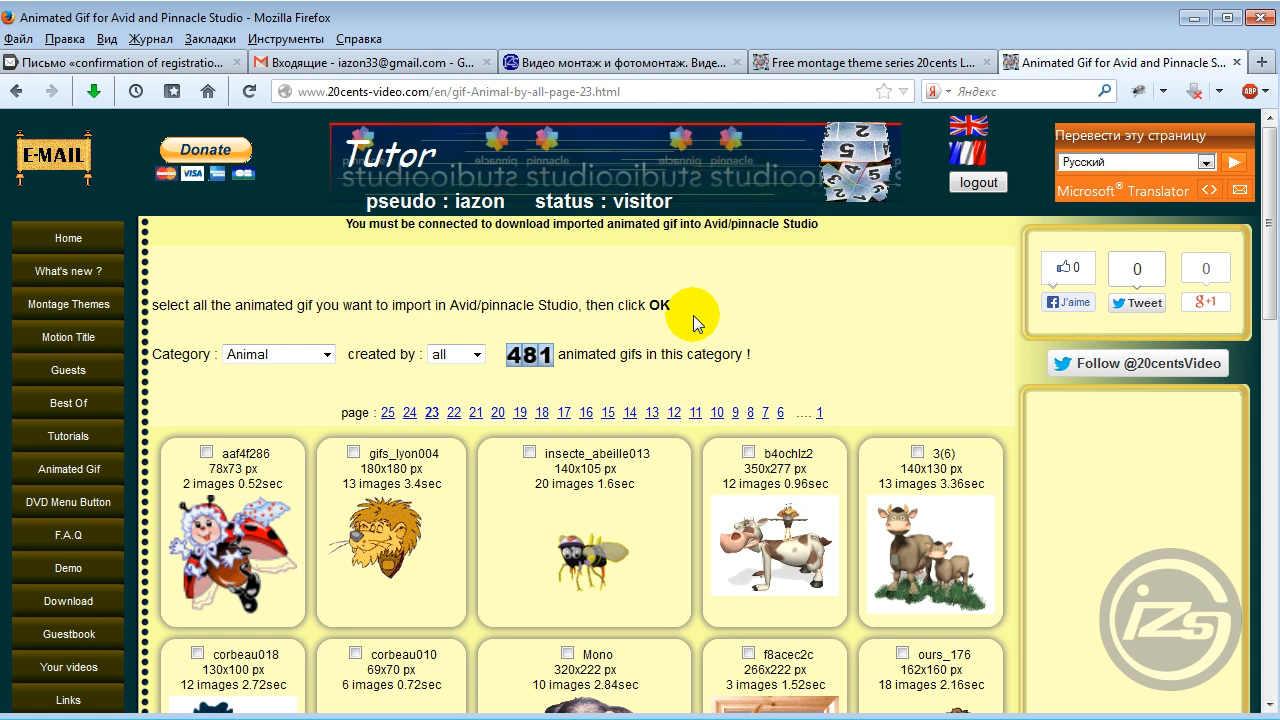 Animated Gif for Avid and Pinnacle Studio - Mozilla Firefox
Файл Правка Вид Журнал Закладки Инструменты Справка
Письмо «confirmation of registratio... Входящие - iazon33@gmail.com - G... Видео монтаж и фотомонтаж. Виде... Free montage theme series 20cents L... Animated Gif for Avid and Pinnacle S...
www.20cents-video.com/en/gif-Animal-by-all-page-23.html
Яндекс
ABP
E-MAIL
Donate
VISA
Tutor
pinnacle
studio
pseudo : iazon status : visitor
logout
Перевести эту страницу
Русский
Microsoft® Translator
You must be connected to download imported animated gif into Avid/pinnacle Studio
Home
What's new ?
Montage Themes
Motion Title
Guests
Best Of
Tutorials
Animated Gif
DVD Menu Button
F.A.Q
Demo
Download
Guestbook
Your videos
Links
select all the animated gif you want to import in Avid/pinnacle Studio, then click OK
Category : Animal created by : all 481 animated gifs in this category !
page : 25 24 23 22 21 20 19 18 17 16 15 14 13 12 11 10 9 8 7 6 .... 1
aaf4f286
78x73 px
2 images 0.52sec
gifs_lyon004
180x180 px
13 images 3.4sec
insecte_abeille013
140x105 px
20 images 1.6sec
b4ochlz2
350x277 px
12 images 0.96sec
3(6)
140x130 px
13 images 3.36sec
corbeau018
130x100 px
12 images 2.72sec
corbeau010
69x70 px
6 images 0.72sec
Mono
320x222 px
10 images 2.84sec
f8acec2c
266x222 px
3 images 1.52sec
ours_176
162x160 px
18 images 2.16sec
0
J'aime
0
Tweet
0
g+1
Follow @20centsVideo
iZS